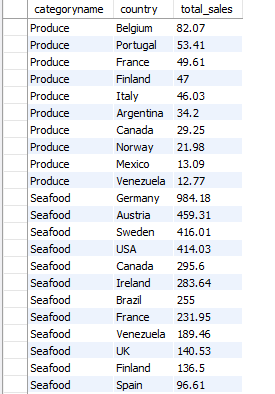 categoryname country total_sales
Produce Belgium 82.07
Produce Portugal 53.41
Produce France 49.61
Produce Finland 47
Produce Italy 46.03
Produce Argentina 34.2
Produce Canada 29.25
Produce Norway 21.98
Produce Mexico 13.09
Produce Venezuela 12.77
Seafood Germany 984.18
Seafood Austria 459.31
Seafood Sweden 416.01
Seafood USA 414.03
Seafood Canada 295.6
Seafood Ireland 283.64
Seafood Brazil 255
Seafood France 231.95
Seafood Venezuela 189.46
Seafood UK 140.53
Seafood Finland 136.5
Seafood Spain 96.61